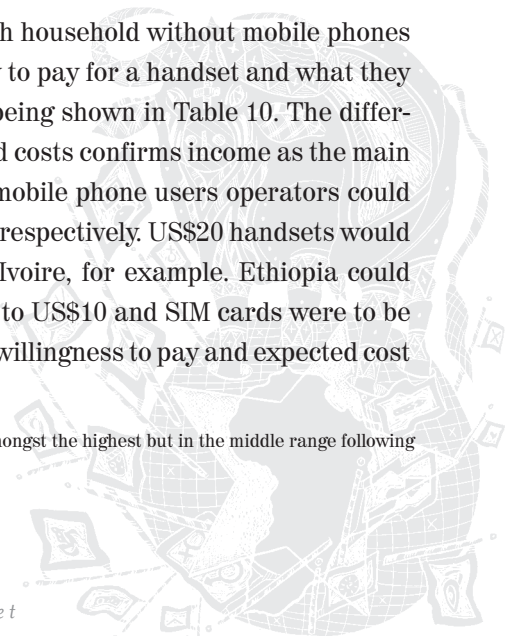 h household without mobile phones
to pay for a handset and what they
being shown in Table 10. The differ-
d costs confirms income as the main
mobile phone users operators could
respectively. US$20 handsets would
Ivoire, for example. Ethiopia could
to US$10 and SIM cards were to be
willingness to pay and expected cost
ongst the highest but in the middle range following
e t